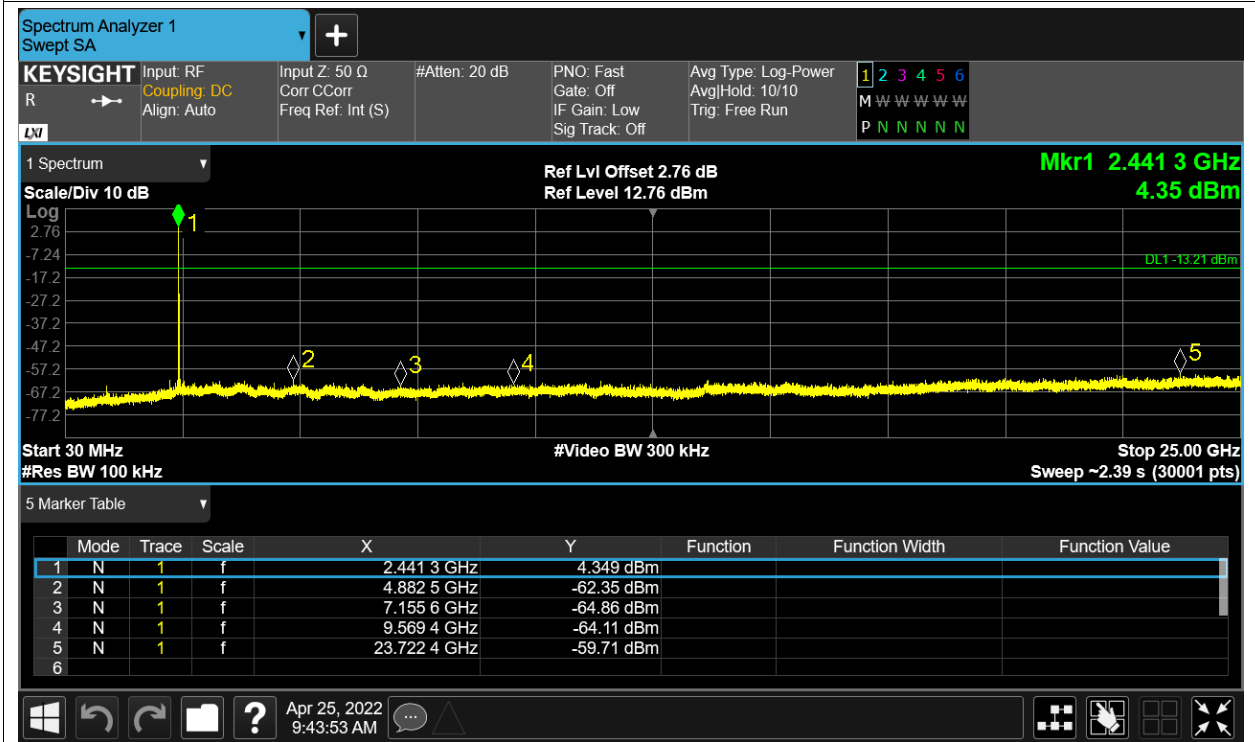 Spectrum Analyzer 1
Swept SA
+
KEYSIGHT Input: RF Input Z: 50 Ω #Atten: 20 dB PNO: Fast Avg Type: Log-Power 1 2 3 4 5 6
R Coupling: DC Corr CCorr Gate: Off Avg|Hold: 10/10 M W W W W W
Align: Auto Freq Ref: Int (S) IF Gain: Low Trig: Free Run
LXI Sig Track: Off P N N N N N
1 Spectrum Ref Lvl Offset 2.76 dB Mkr1 2.441 3 GHz
Scale/Div 10 dB Ref Level 12.76 dBm 4.35 dBm
Log
1
2.76
-7.24
DL1 -13.21 dBm
-17.2
-27.2
-37.2
-47.2
2 3 4 5
-57.2
-67.2
-77.2
Start 30 MHz #Video BW 300 kHz Stop 25.00 GHz
#Res BW 100 kHz Sweep ~2.39 s (30001 pts)
5 Marker Table
Mode Trace Scale X Y Function Function Width Function Value
1 N 1 f 2.441 3 GHz 4.349 dBm
2 N 1 f 4.882 5 GHz -62.35 dBm
3 N 1 f 7.155 6 GHz -64.86 dBm
4 N 1 f 9.569 4 GHz -64.11 dBm
5 N 1 f 23.722 4 GHz -59.71 dBm
6
? Apr 25, 2022
9:43:53 AM